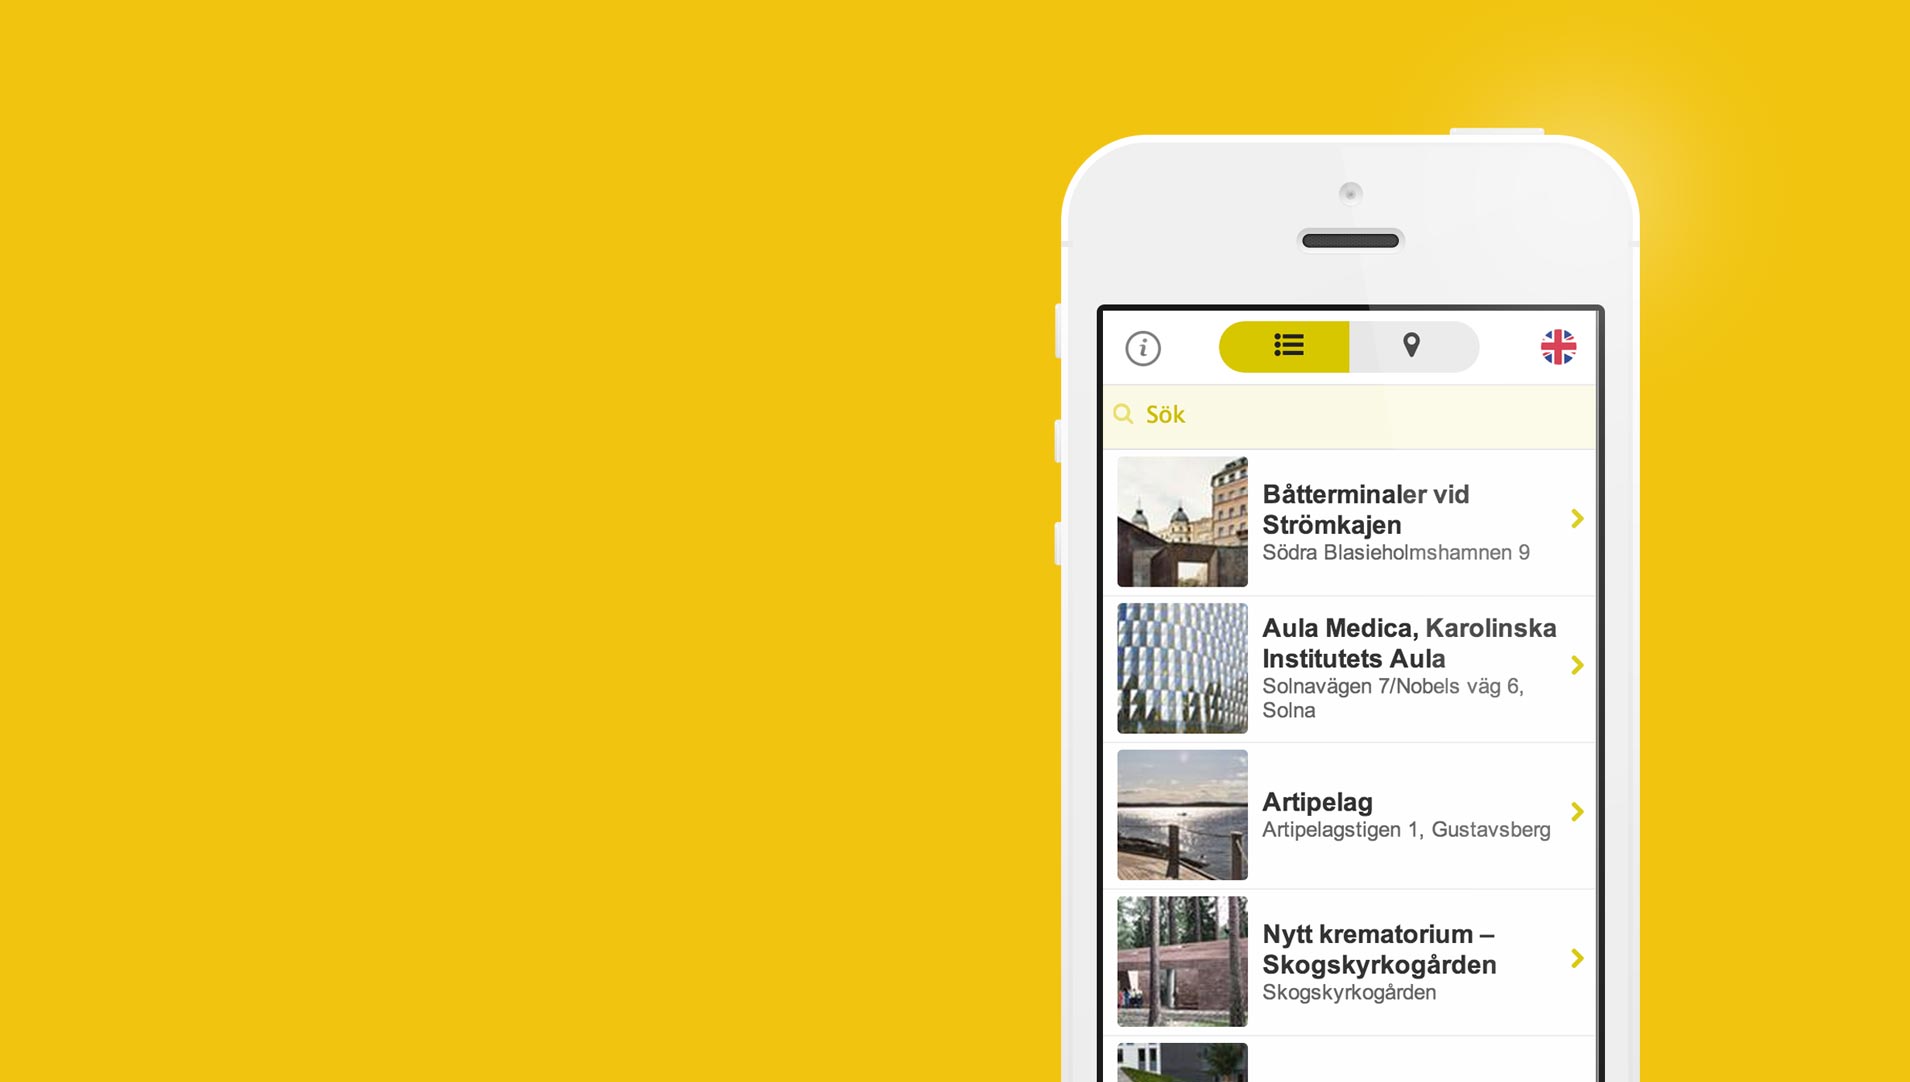 Sök
Båtterminaler vid
Strömkajen
Södra Blasieholmshamnen 9
Aula Medica, Karolinska
Institutets Aula
Solnavägen 7/Nobels väg 6,
Solna
Artipelag
Artipelagstigen 1, Gustavsberg
Nytt krematorium –
Skogskyrkogården
Skogskyrkogården